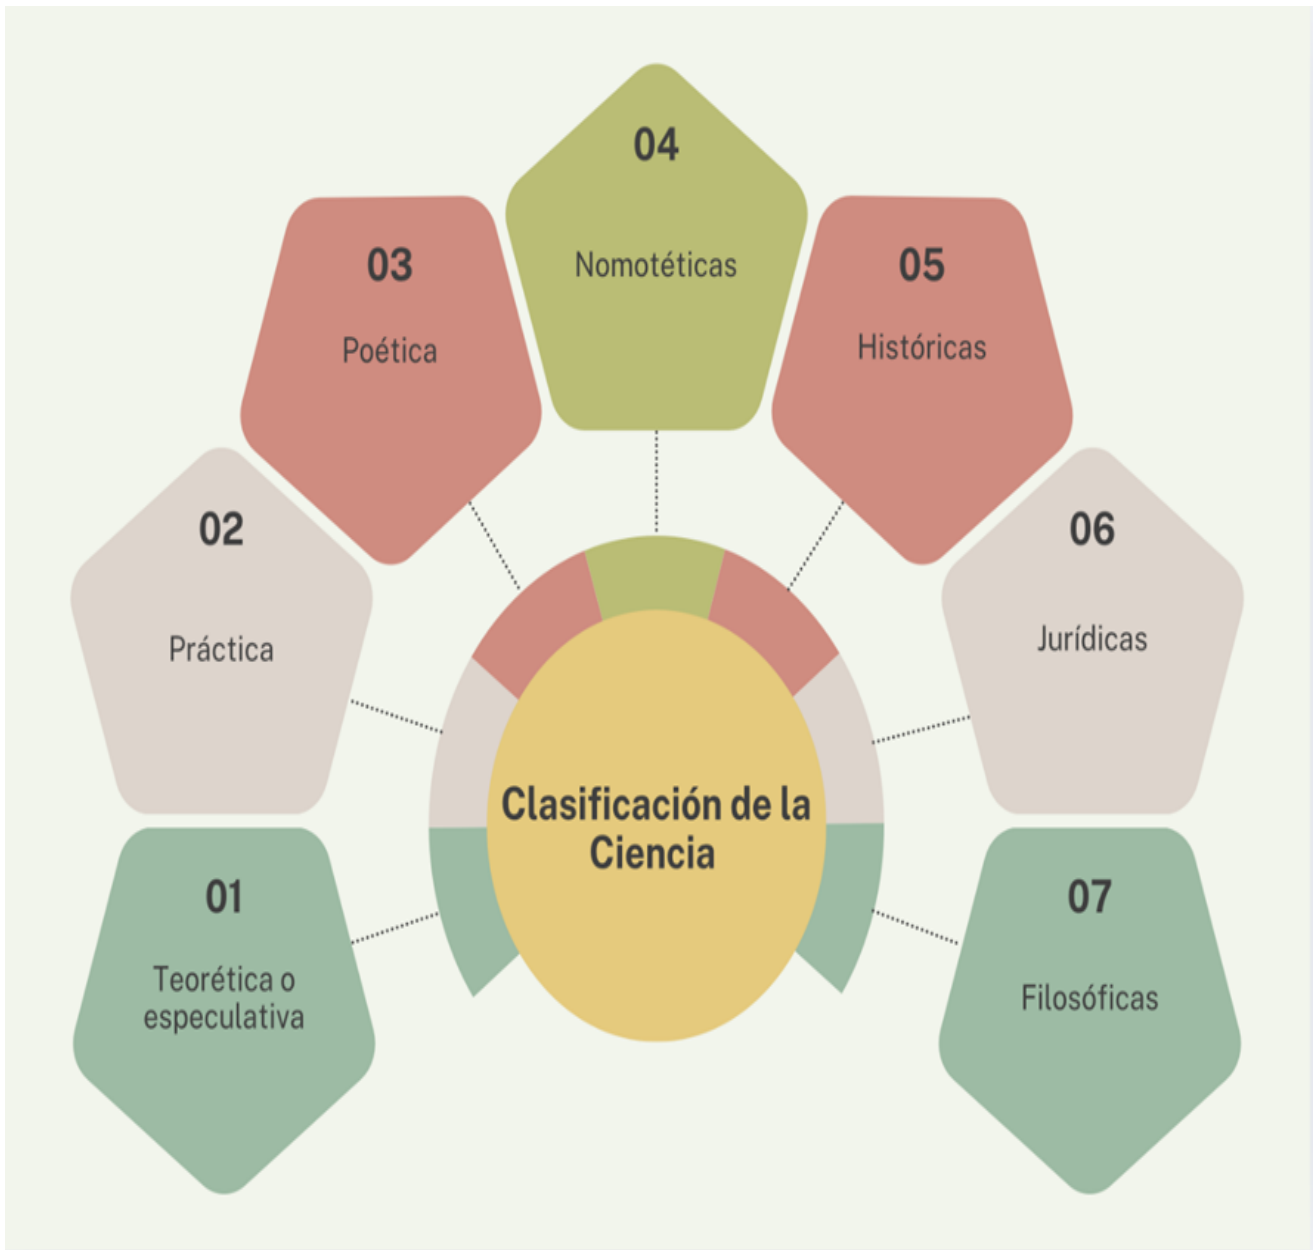 Clasificación de la
Ciencia
01
Teorética o
especulativa
02
Práctica
03
Poética
04
Nomotéticas
05
Históricas
06
Jurídicas
07
Filosóficas